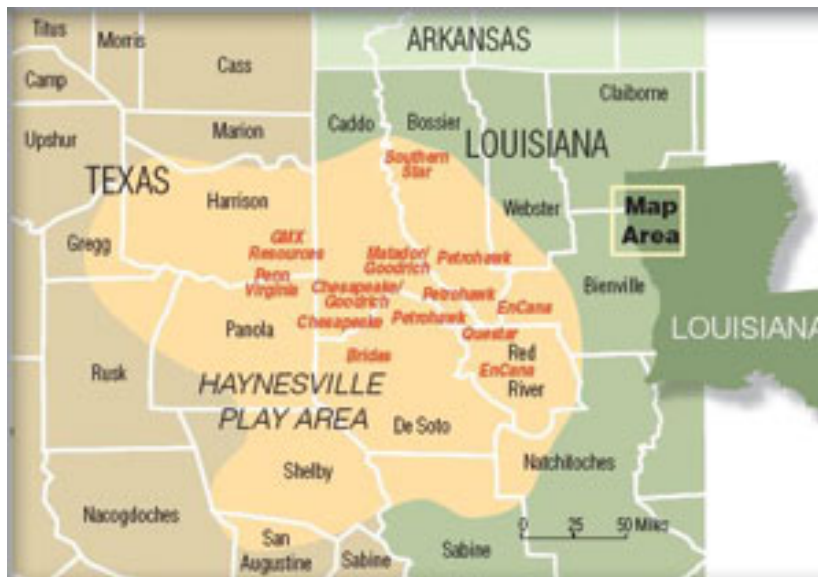 Titus
Morris
ARKANSAS
Cass
Camp
Claiborne
Upshur
Marion
Caddo
Bossier
LOUISIANA
Southern
Star
TEXAS
Harrison
Webster
Map
Area
Gregg
GMX
Resources
Matador/
Goodrich
Petrohawk
Penn
Virginia
Chesapeake/
Goodrich
Petrohawk
EnCana
Bienville
Chesapeake
Petrohawk
Panola
Questar
LOUISIANA
Rusk
Brides
Red
River
EnCana
HAYNESVILLE
PLAY AREA
De Soto
Shelby
Natchitoches
Nacogdoches
0 25 50 Miles
San
Augustine
Sabine
Sabine